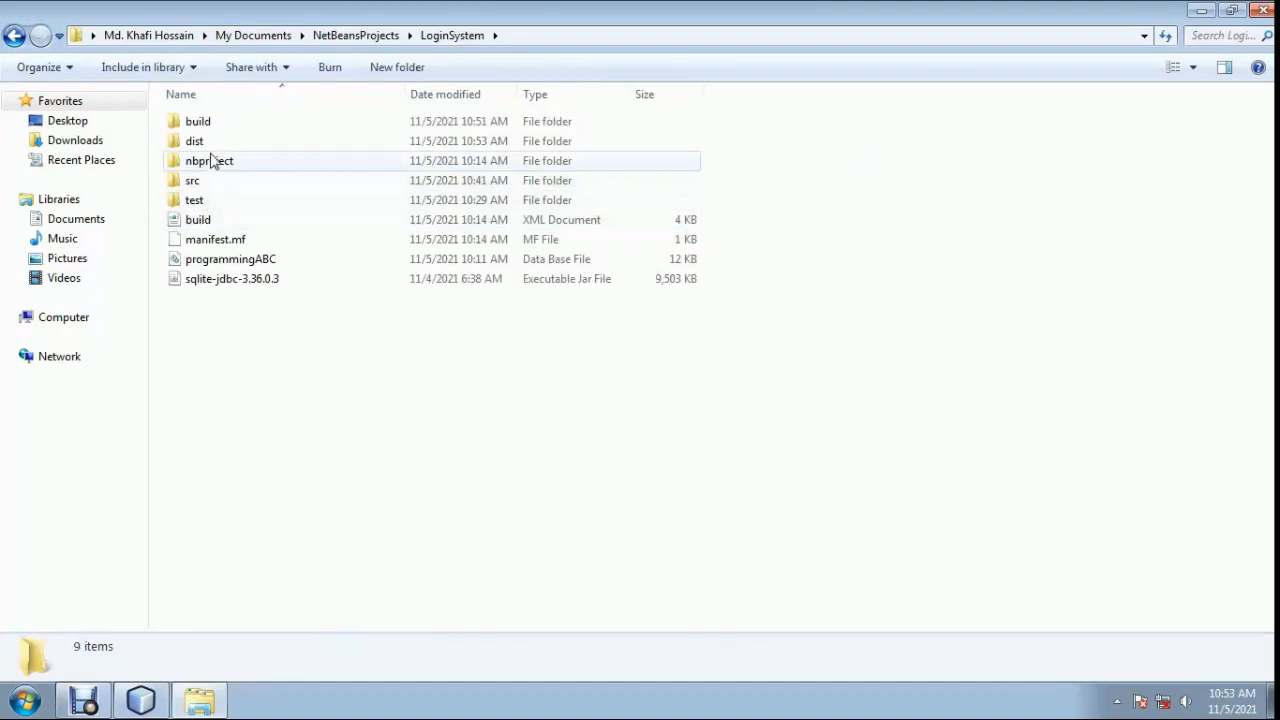 Md. Khafi Hossain My Documents NetBeansProjects LoginSystem Search Logi...
Organize Include in library Share with Burn New folder
Name Date modified Type Size
Favorites
Desktop
Downloads
Recent Places
Libraries
Documents
Music
Pictures
Videos
Computer
Network
build 11/5/2021 10:51 AM File folder
dist 11/5/2021 10:53 AM File folder
nbproject 11/5/2021 10:14 AM File folder
src 11/5/2021 10:41 AM File folder
test 11/5/2021 10:29 AM File folder
build 11/5/2021 10:14 AM XML Document 4 KB
manifest.mf 11/5/2021 10:14 AM MF File 1 KB
programmingABC 11/5/2021 10:11 AM Data Base File 12 KB
sqlite-jdbc-3.36.0.3 11/4/2021 6:38 AM Executable Jar File 9,503 KB
9 items
10:53 AM
11/5/2021